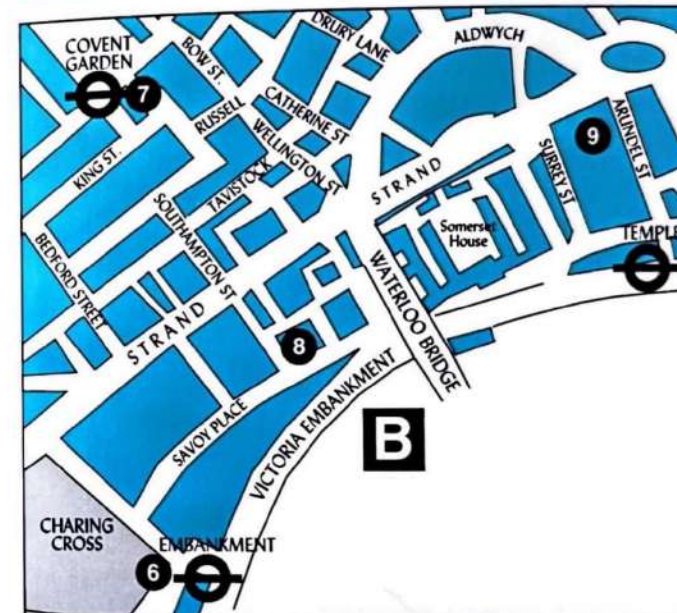 DRURY LANE
ALDWYCH
COVENT
GARDEN
BOW ST.
7
RUSSELL
CATHERINE ST
WELLINGTON ST
9
ARUNDEL ST
SURREY ST
KING ST.
TAVISTOCK
STRAND
SOUTHAMPTON ST
Somerset
House
TEMPLE
BEDFORD STREET
WATERLOO BRIDGE
STRAND
8
SAVOY PLACE
VICTORIA EMBANKMENT
B
CHARING
CROSS
EMBANKMENT
6